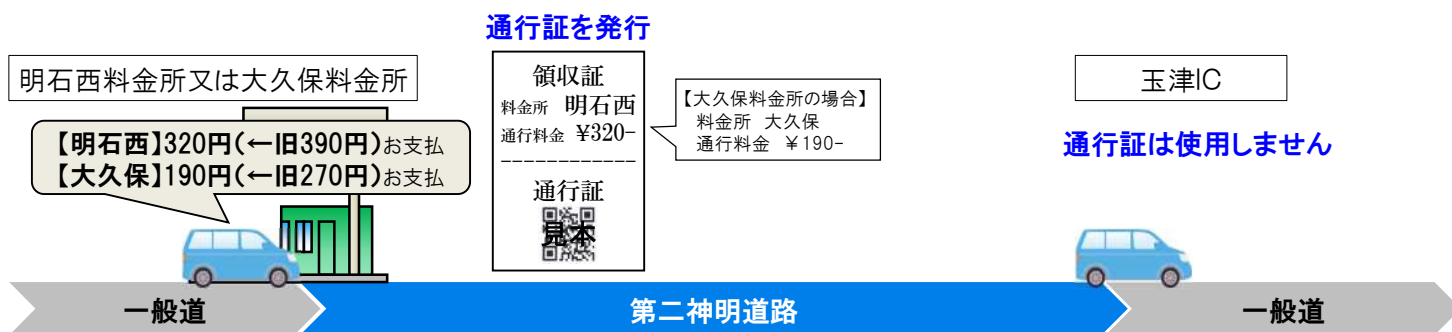 通行証を発行
明石西料金所又は大久保料金所
【明石西】320円(←旧390円)お支払
【大久保】190円(←旧270円)お支払
領収証
料金所 明石西
通行料金 ¥320-
------------
通行証
見本
【大久保料金所の場合】
料金所 大久保
通行料金 ¥190-
玉津IC
通行証は使用しません
一般道
第二神明道路
一般道